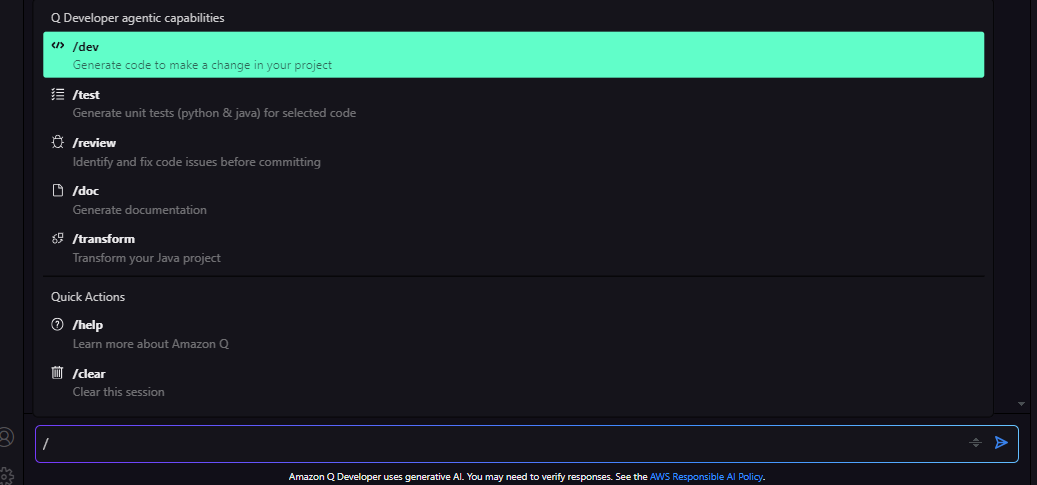 Q Developer agentic capabilities
/dev
Generate code to make a change in your project
/test
Generate unit tests (python & java) for selected code
/review
Identify and fix code issues before committing
/doc
Generate documentation
/transform
Transform your Java project
Quick Actions
/help
Learn more about Amazon Q
/clear
Clear this session
/
Amazon Q Developer uses generative AI. You may need to verify responses. See the AWS Responsible AI Policy.